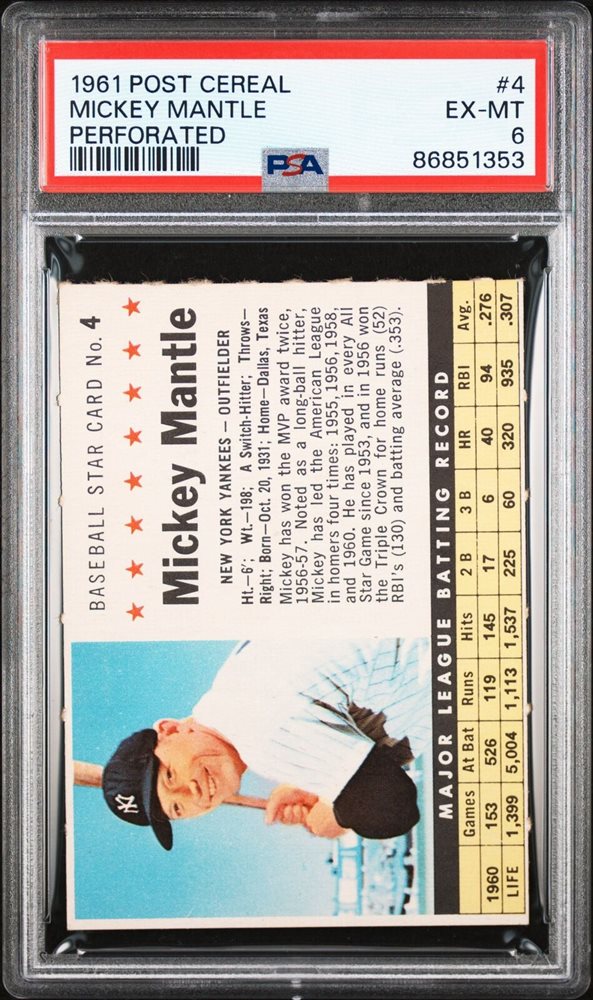 1961 POST CEREAL #4
MICKEY MANTLE EX-MT
PERFORATED 6
PSA 86851353
BASEBALL STAR CARD No. 4
Mickey Mantle
NEW YORK YANKEES – OUTFIELDER
Ht.–6'; Wt.–198; A Switch-Hitter; Throws–
Right; Born–Oct. 20, 1931; Home–Dallas, Texas
Mickey has won the MVP award twice,
1956-57. Noted as a long-ball hitter,
Mickey has led the American League
in homers four times: 1955, 1956, 1958,
and 1960. He has played in every All
Star Game since 1953, and in 1956 won
the Triple Crown for home runs (52)
RBI's (130) and batting average (.353).
NY
MAJOR LEAGUE BATTING RECORD
Games At Bat Runs Hits 2 B 3 B HR RBI Avg.
1960 153 526 119 145 17 6 40 94 .276
LIFE 1,399 5,004 1,113 1,537 225 60 320 935 .307